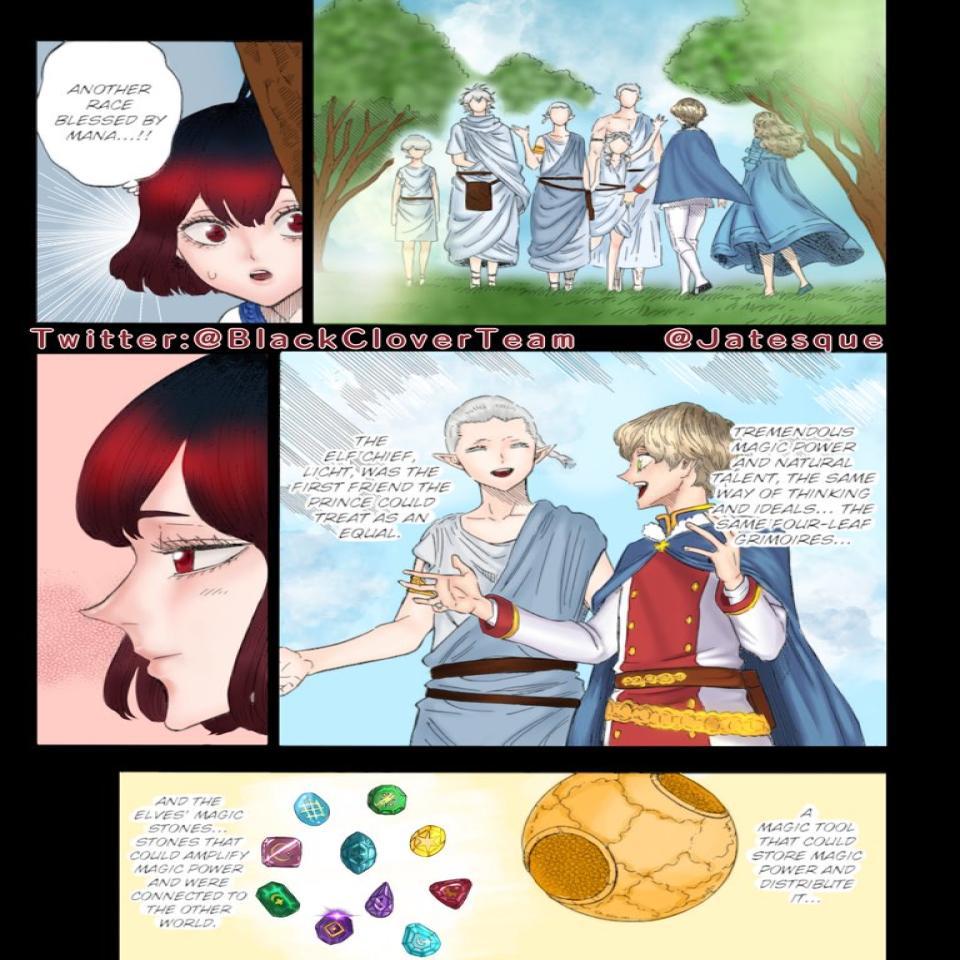 ANOTHER
RACE
BLESSED BY
MANA...!!
Twitter:@BlackCloverTeam @Jatesque
TREMENDOUS
MAGIC POWER
AND NATURAL
TALENT, THE SAME
WAY OF THINKING
AND IDEALS... THE
SAME FOUR-LEAF
GRIMOIRES...
THE
ELF CHIEF,
LICHT, WAS THE
FIRST FRIEND THE
PRINCE COULD
TREAT AS AN
EQUAL.
A
MAGIC TOOL
THAT COULD
STORE MAGIC
POWER AND
DISTRIBUTE
IT...
AND THE
ELVES' MAGIC
STONES...
STONES THAT
COULD AMPLIFY
MAGIC POWER
AND WERE
CONNECTED TO
THE OTHER
WORLD.